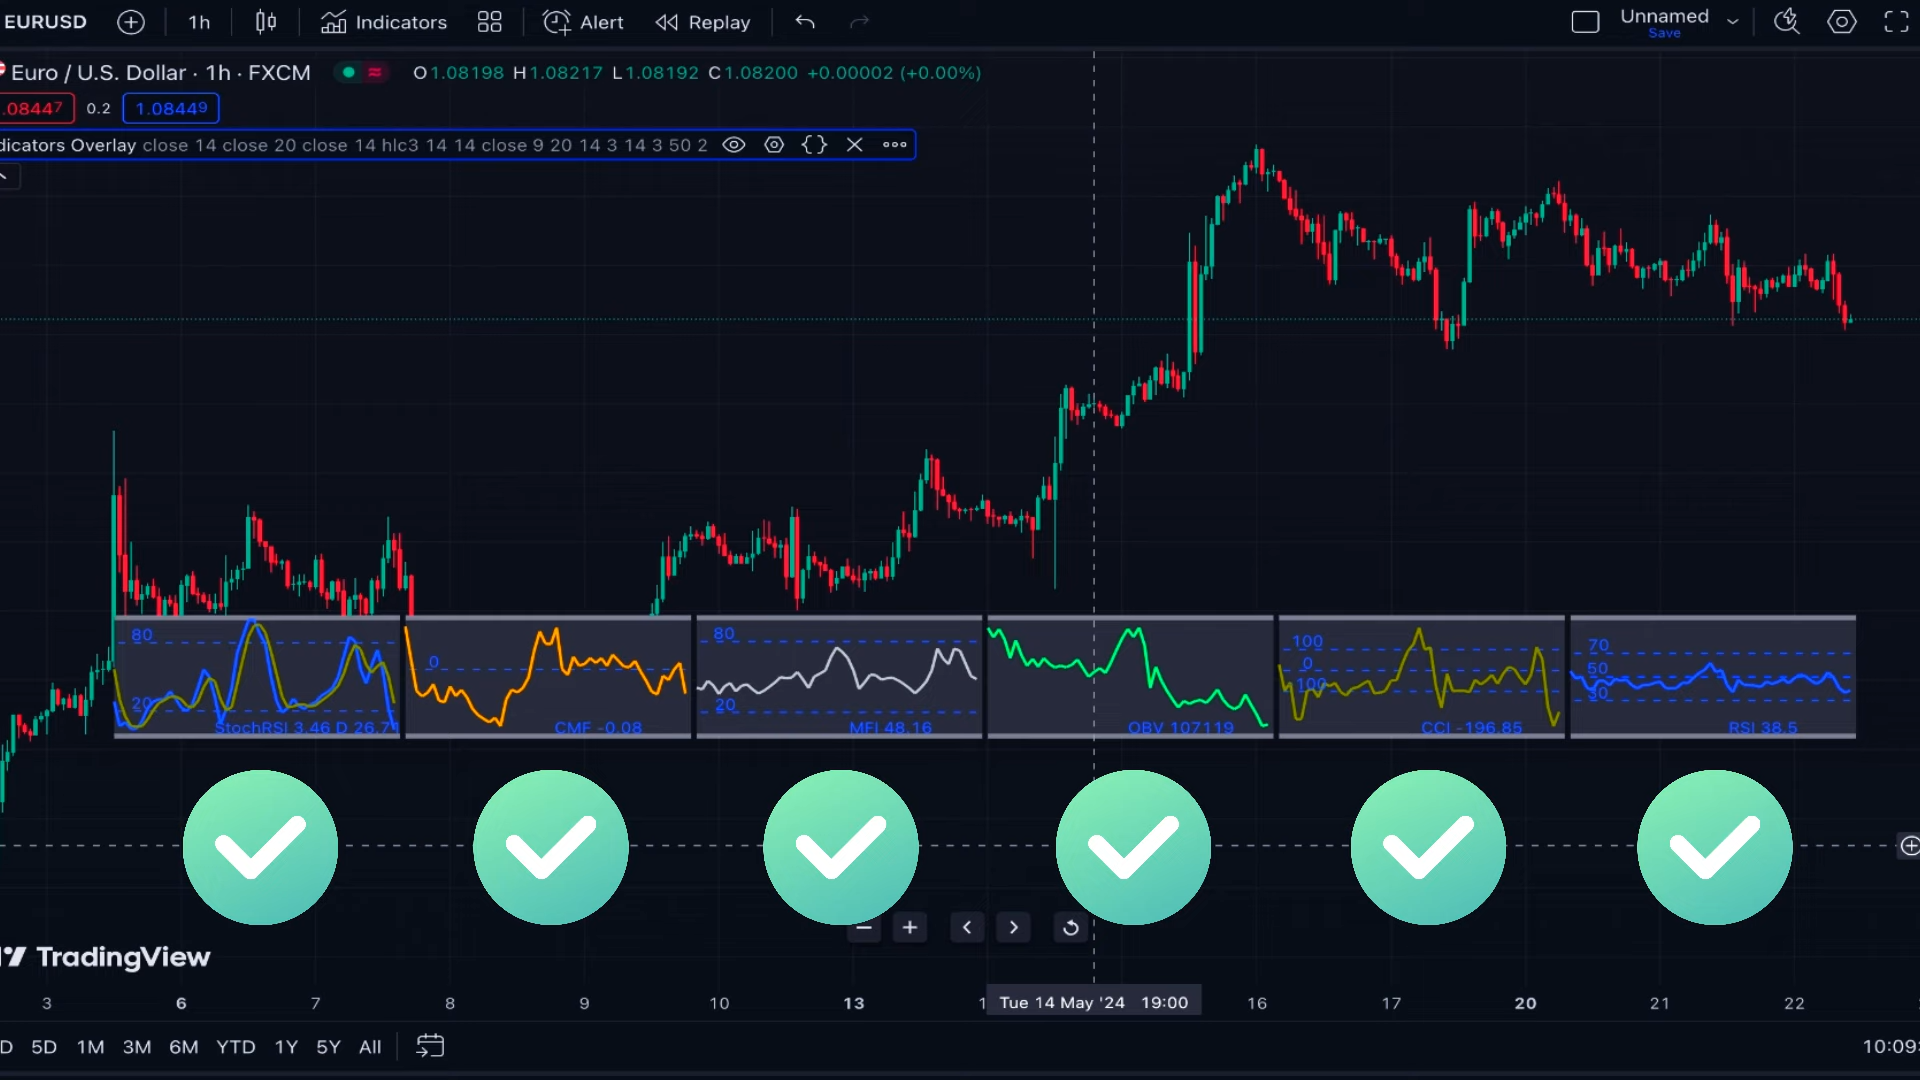 EURUSD 1h Indicators Alert Replay Unnamed
Save
Euro / U.S. Dollar · 1h · FXCM O1.08198 H1.08217 L1.08192 C1.08200 +0.00002 (+0.00%)
.08447 0.2 1.08449
dicators Overlay close 14 close 20 close 14 hlc3 14 14 close 9 20 14 3 14 3 50 2
80
20
StochRSI 3.46 D 26.71
0
CMF -0.08
80
20
MFI 48.16
OBV 107119
100
0
100
CCI -196.85
70
50
30
RSI 38.5
TradingView
3 6 7 8 9 10 13 1 Tue 14 May '24 19:00 16 17 20 21 22
D 5D 1M 3M 6M YTD 1Y 5Y All 10:09: